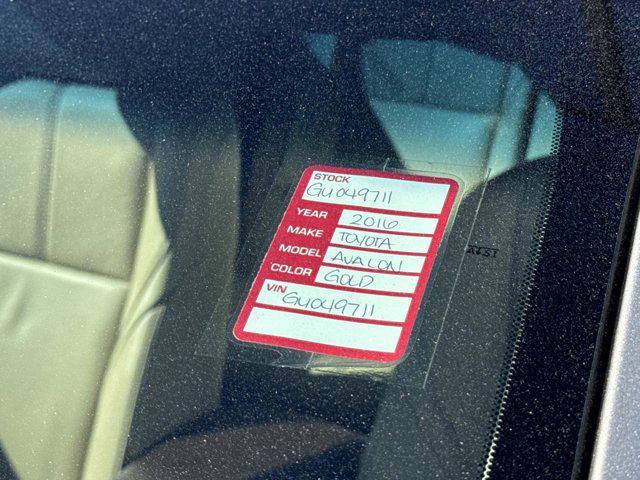 STOCK
GU049711
YEAR 2016
MAKE TOYOTA
MODEL AVALON
COLOR GOLD
VIN
GU049711